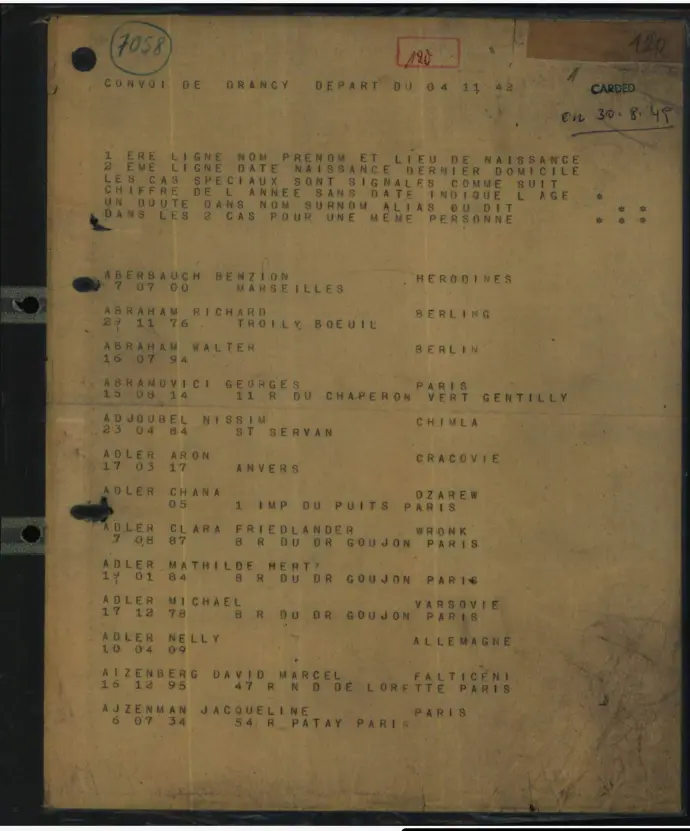 7058
120
120
CONVOI DE DRANCY DEPART DU 04 11 42
1
CARDED
30.8.49
1 ERE LIGNE NOM PRENOM ET LIEU DE NAISSANCE
2 EME LIGNE DATE NAISSANCE DERNIER DOMICILE
LES CAS SPECIAUX SONT SIGNALES COMME SUIT
CHIFFRE DE L ANNEE SANS DATE INDIQUE L AGE *
UN DOUTE DANS NOM SURNOM ALIAS OU DIT * *
DANS LES 2 CAS POUR UNE MEME PERSONNE * * *
ABERBAUCH BENZION HERODINES
7 07 00 MARSEILLES
ABRAHAM RICHARD BERLING
29 11 76 TROILY BOEUIL
ABRAHAM WALTER BERLIN
16 07 94
ABRAMOVICI GEORGES PARIS
15 08 14 11 R DU CHAPERON VERT GENTILLY
ADJOUBEL NISSIM CHIMLA
23 04 84 ST SERVAN
ADLER ARON CRACOVIE
17 03 17 ANVERS
ADLER CHANA OZAREW
05 1 IMP DU PUITS PARIS
ADLER CLARA FRIEDLANDER WRONK
7 08 87 8 R DU DR GOUJON PARIS
ADLER MATHILDE
01 84 8 R DU DR GOUJON PARIS
ADLER MICHAEL VARSOVIE
17 12 78 8 R DU DR GOUJON PARIS
ADLER NELLY ALLEMAGNE
10 04 09
AIZENBERG DAVID MARCEL FALTICENI
15 12 95 47 R N D DE LORETTE PARIS
AJZENMAN JACQUELINE PARIS
6 07 34 54 R PATAY PARIS